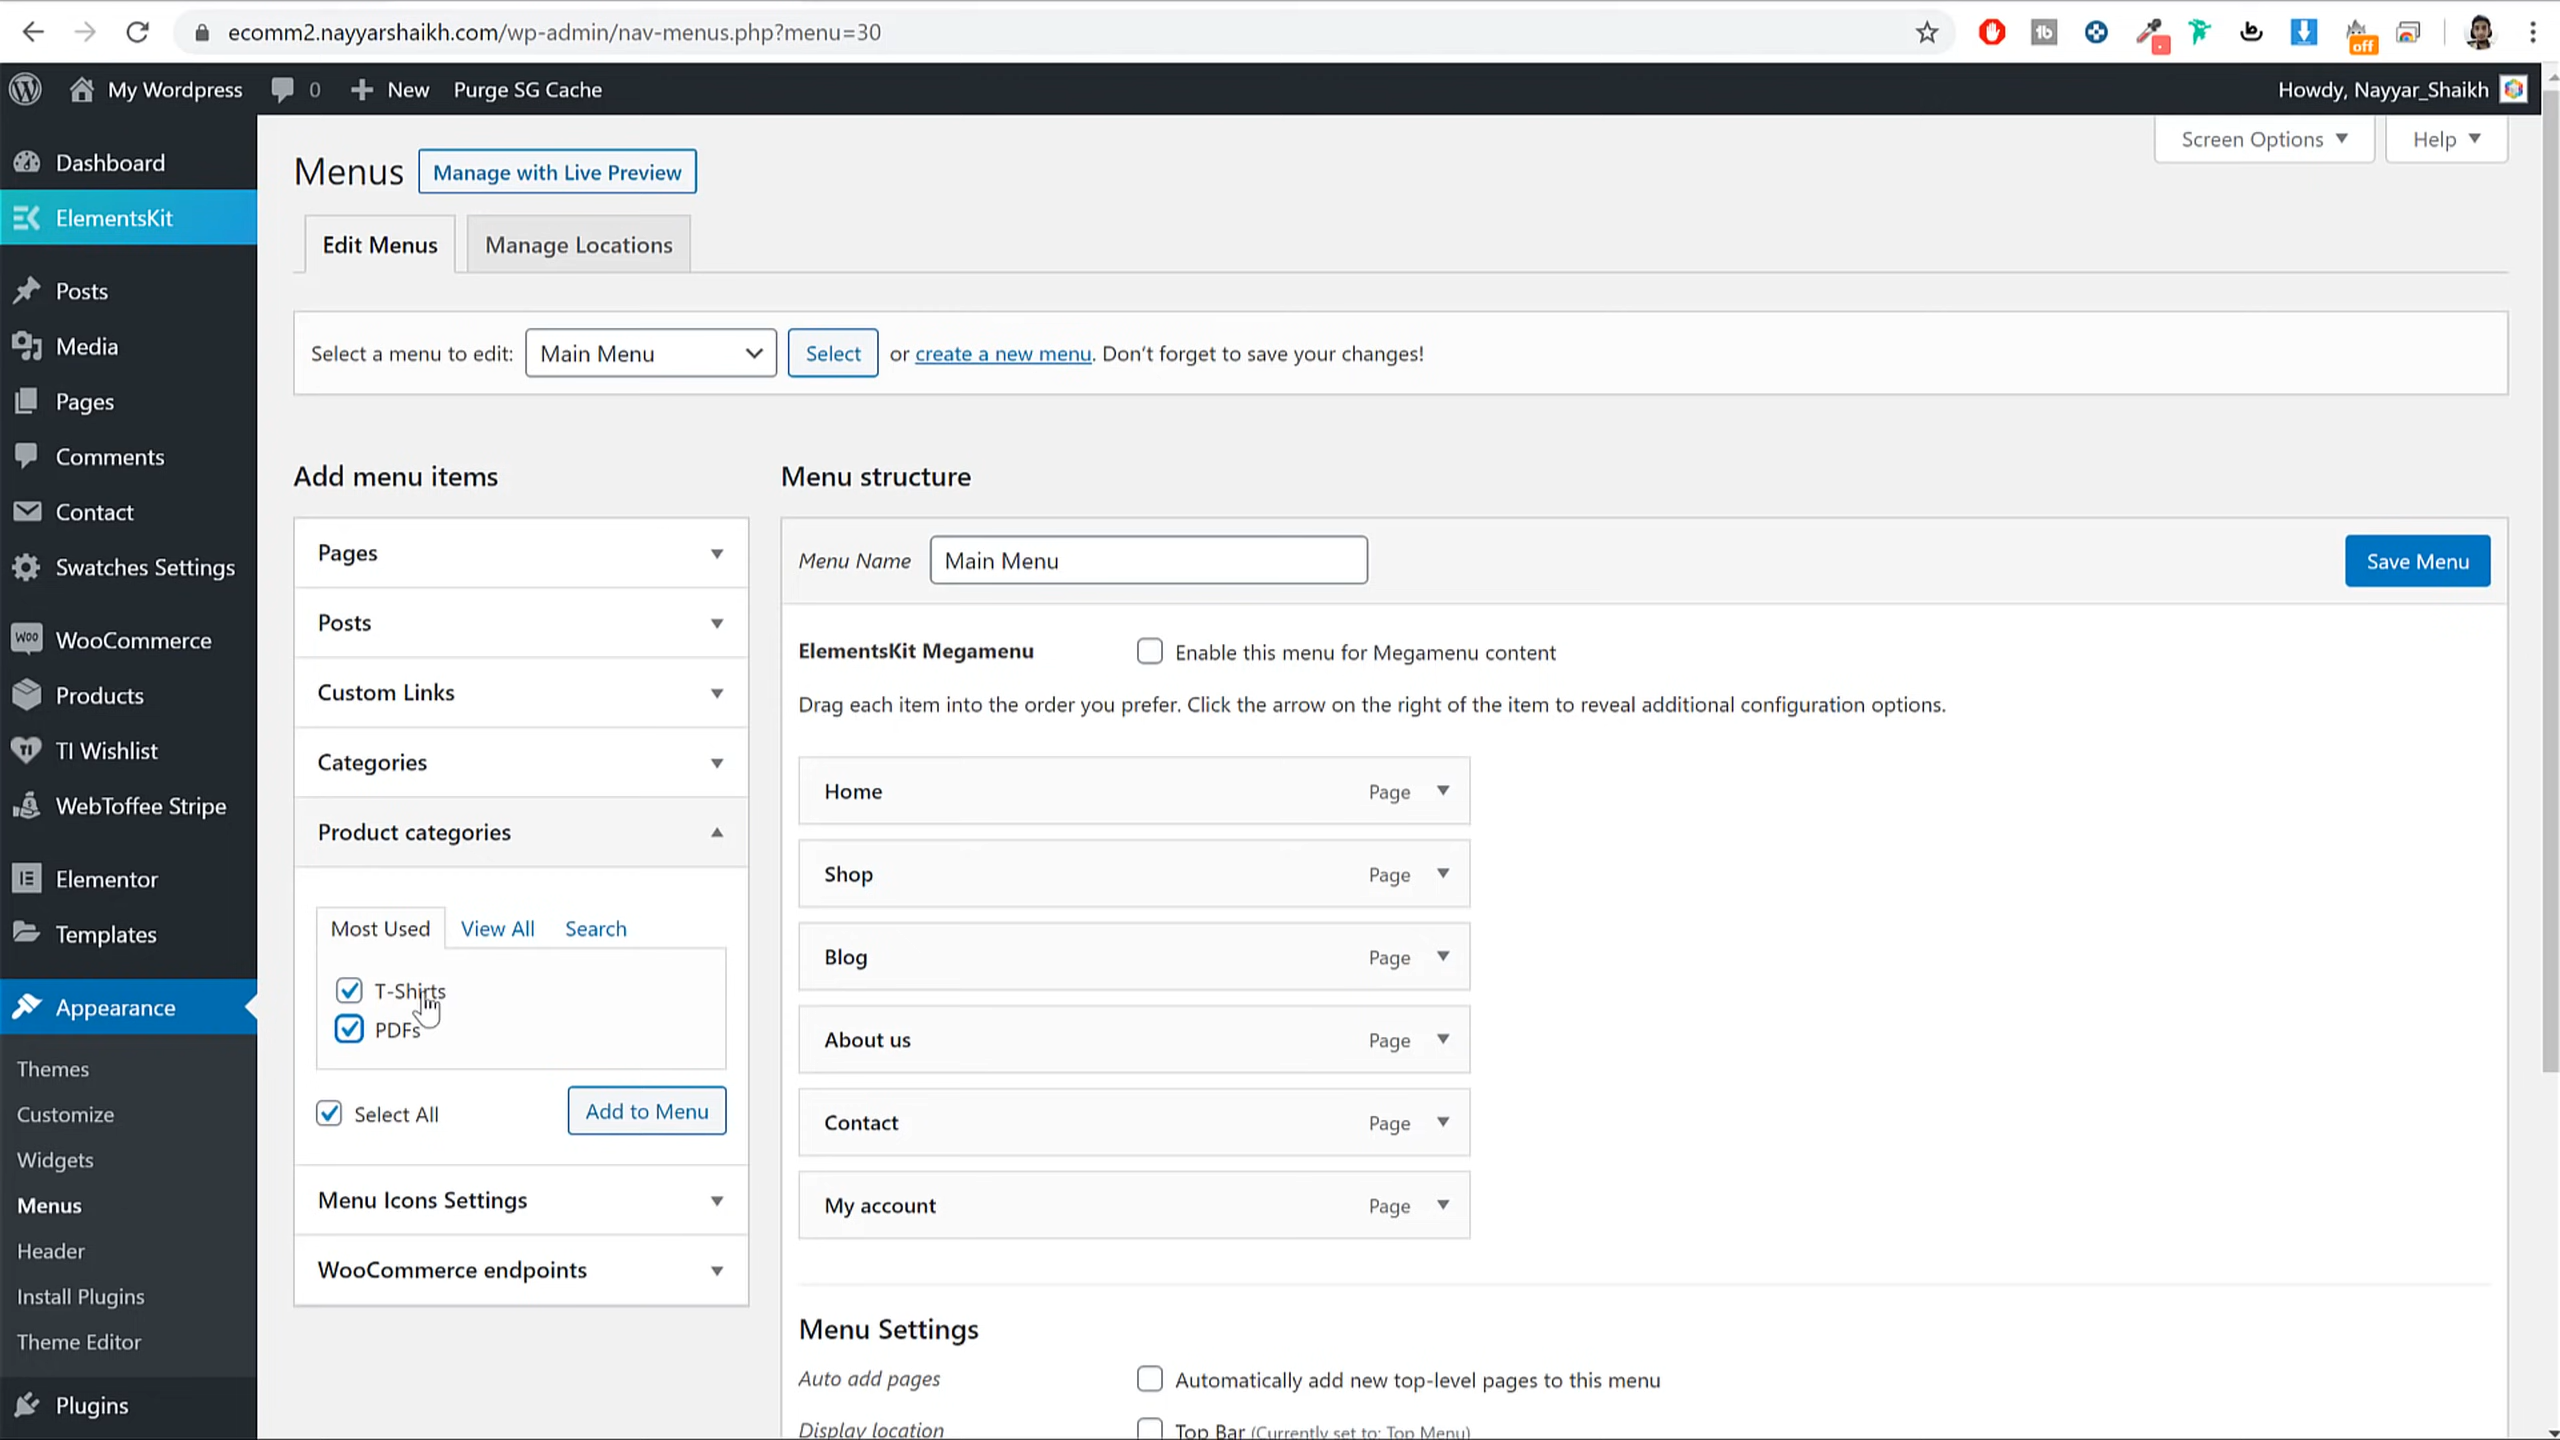 ecomm2.nayyarshaikh.com/wp-admin/nav-menus.php?menu=30
off
My Wordpress 0 New Purge SG Cache Howdy, Nayyar_Shaikh
Screen Options Help
Dashboard
ElementsKit
Posts
Media
Pages
Comments
Contact
Swatches Settings
WooCommerce
Products
TI Wishlist
WebToffee Stripe
Elementor
Templates
Appearance
Themes
Customize
Widgets
Menus
Header
Install Plugins
Theme Editor
Plugins
Menus Manage with Live Preview
Edit Menus Manage Locations
Select a menu to edit: Main Menu Select or create a new menu. Don’t forget to save your changes!
Add menu items
Pages
Posts
Custom Links
Categories
Product categories
Most Used View All Search
T-Shirts
PDFs
Select All Add to Menu
Menu Icons Settings
WooCommerce endpoints
Menu structure
Menu Name Main Menu Save Menu
ElementsKit Megamenu Enable this menu for Megamenu content
Drag each item into the order you prefer. Click the arrow on the right of the item to reveal additional configuration options.
Home Page
Shop Page
Blog Page
About us Page
Contact Page
My account Page
Menu Settings
Auto add pages Automatically add new top-level pages to this menu
Display location Top Bar (Currently set to: Top Menu)